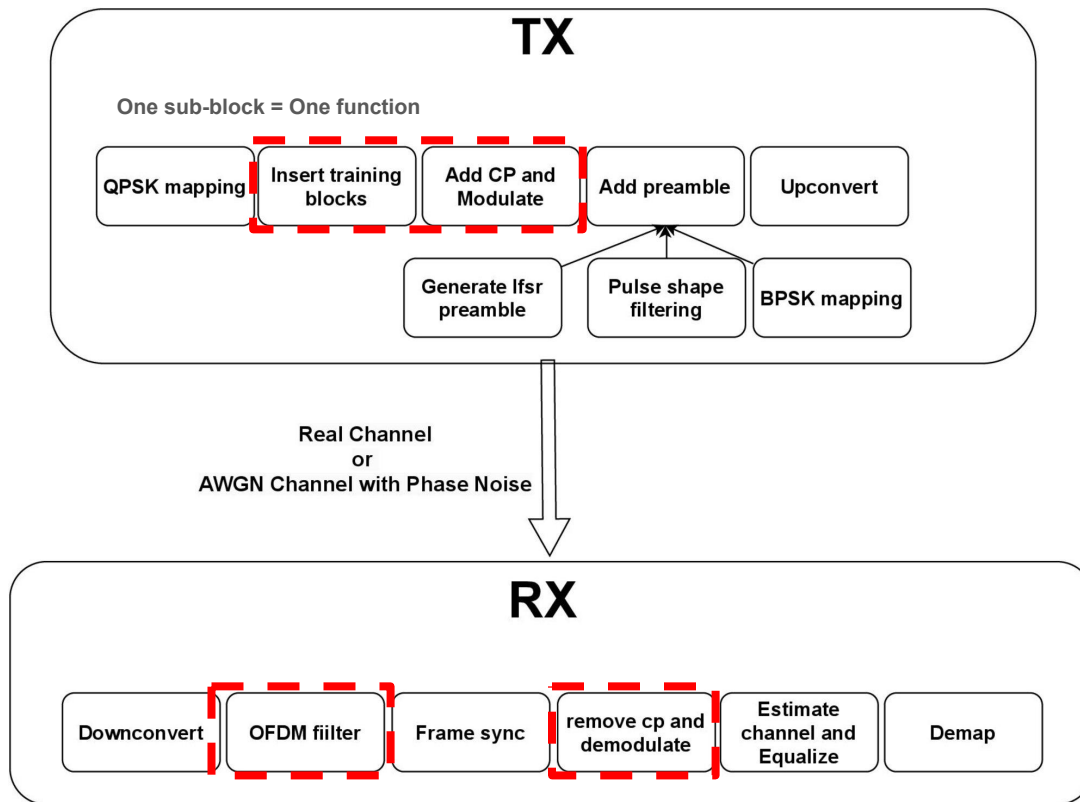 TX
One sub-block = One function
QPSK mapping
Insert training
blocks
Add CP and
Modulate
Add preamble
Upconvert
Generate lfsr
preamble
Pulse shape
filtering
BPSK mapping
Real Channel
or
AWGN Channel with Phase Noise
RX
Downconvert
OFDM fiilter
Frame sync
remove cp and
demodulate
Estimate
channel and
Equalize
Demap